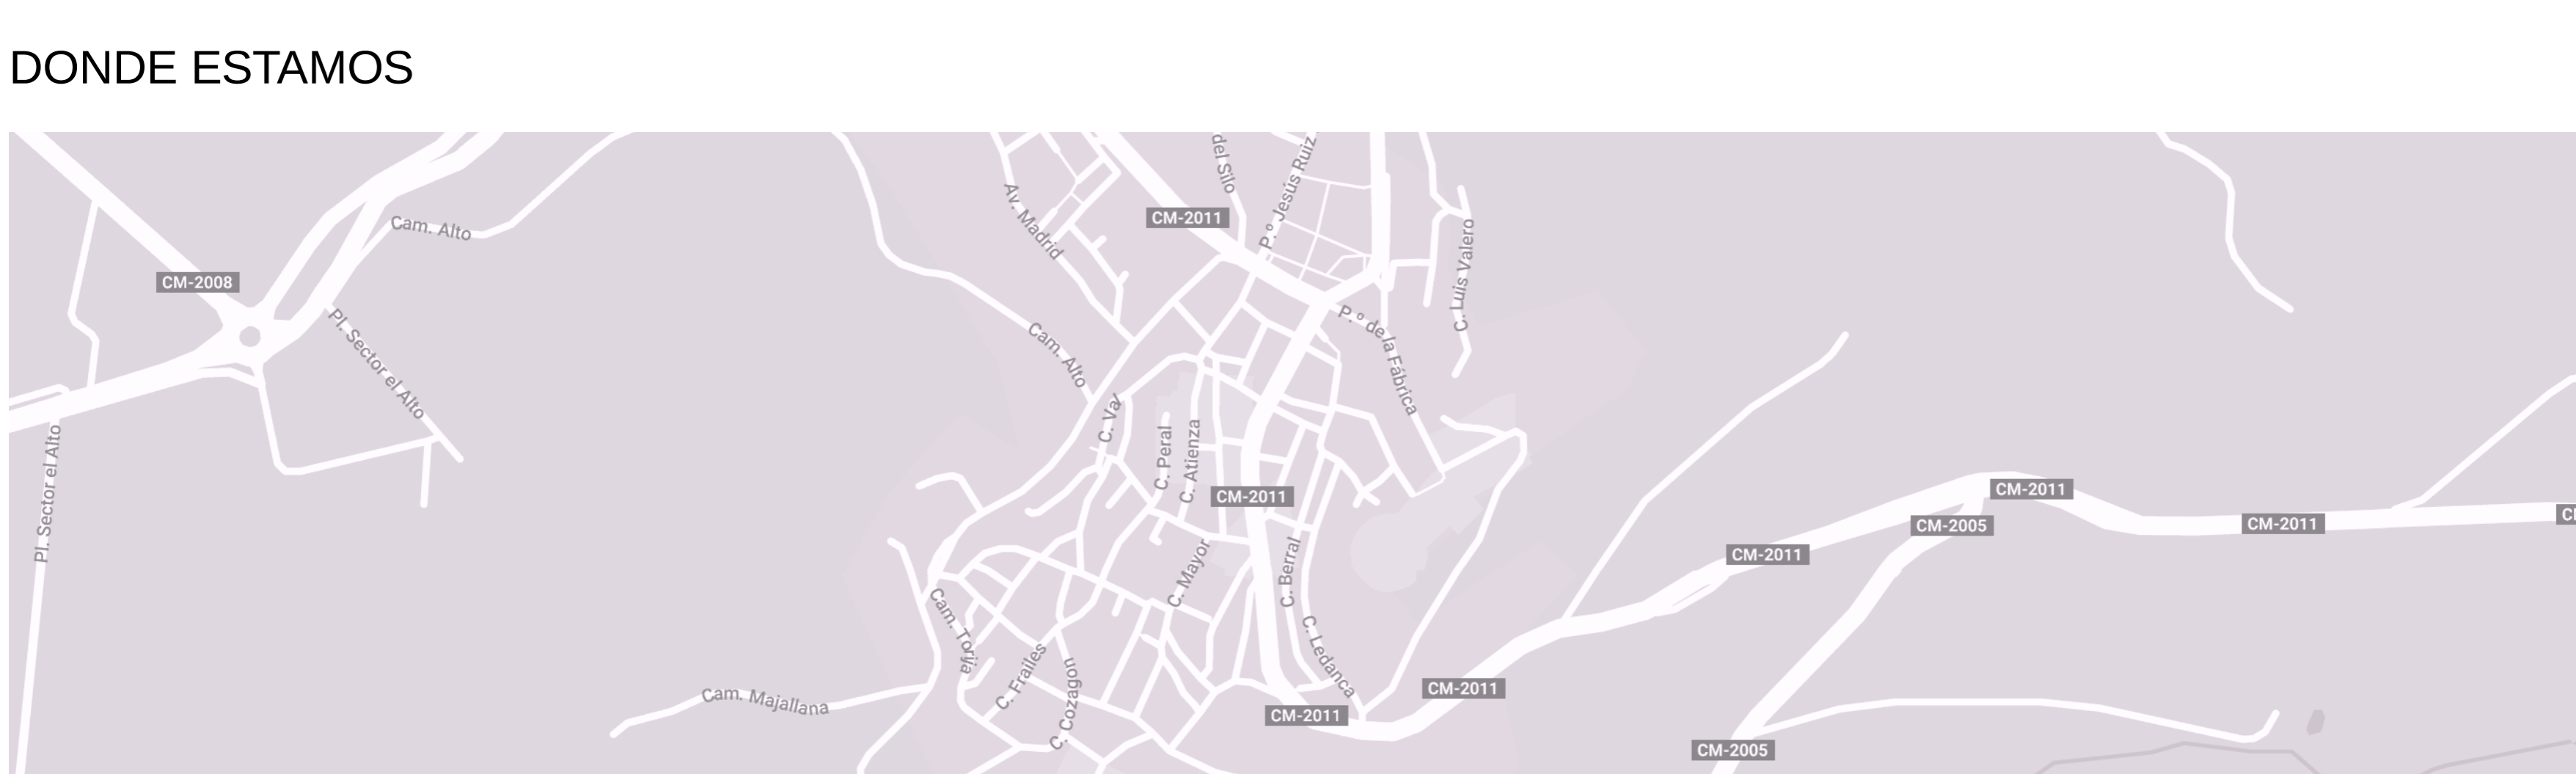 DONDE ESTAMOS
del Silo
P.º Jesús Ruiz
Av. Madrid
CM-2011
Cam. Alto
C. Luis Valero
CM-2008
Pl. Sector el Alto
P.º de la Fábrica
Cam. Alto
C. Va
Pl. Sector el Alto
C. Peral
C. Atienza
CM-2011
CM-2011
CM-2005
CM-2011
CM-2011
C. Mayor
C. Berral
Cam. Torija
C. Ledanca
C. Frailes
C. Cozagon
Cam. Majallana
CM-2011
CM-2011
CM-2005